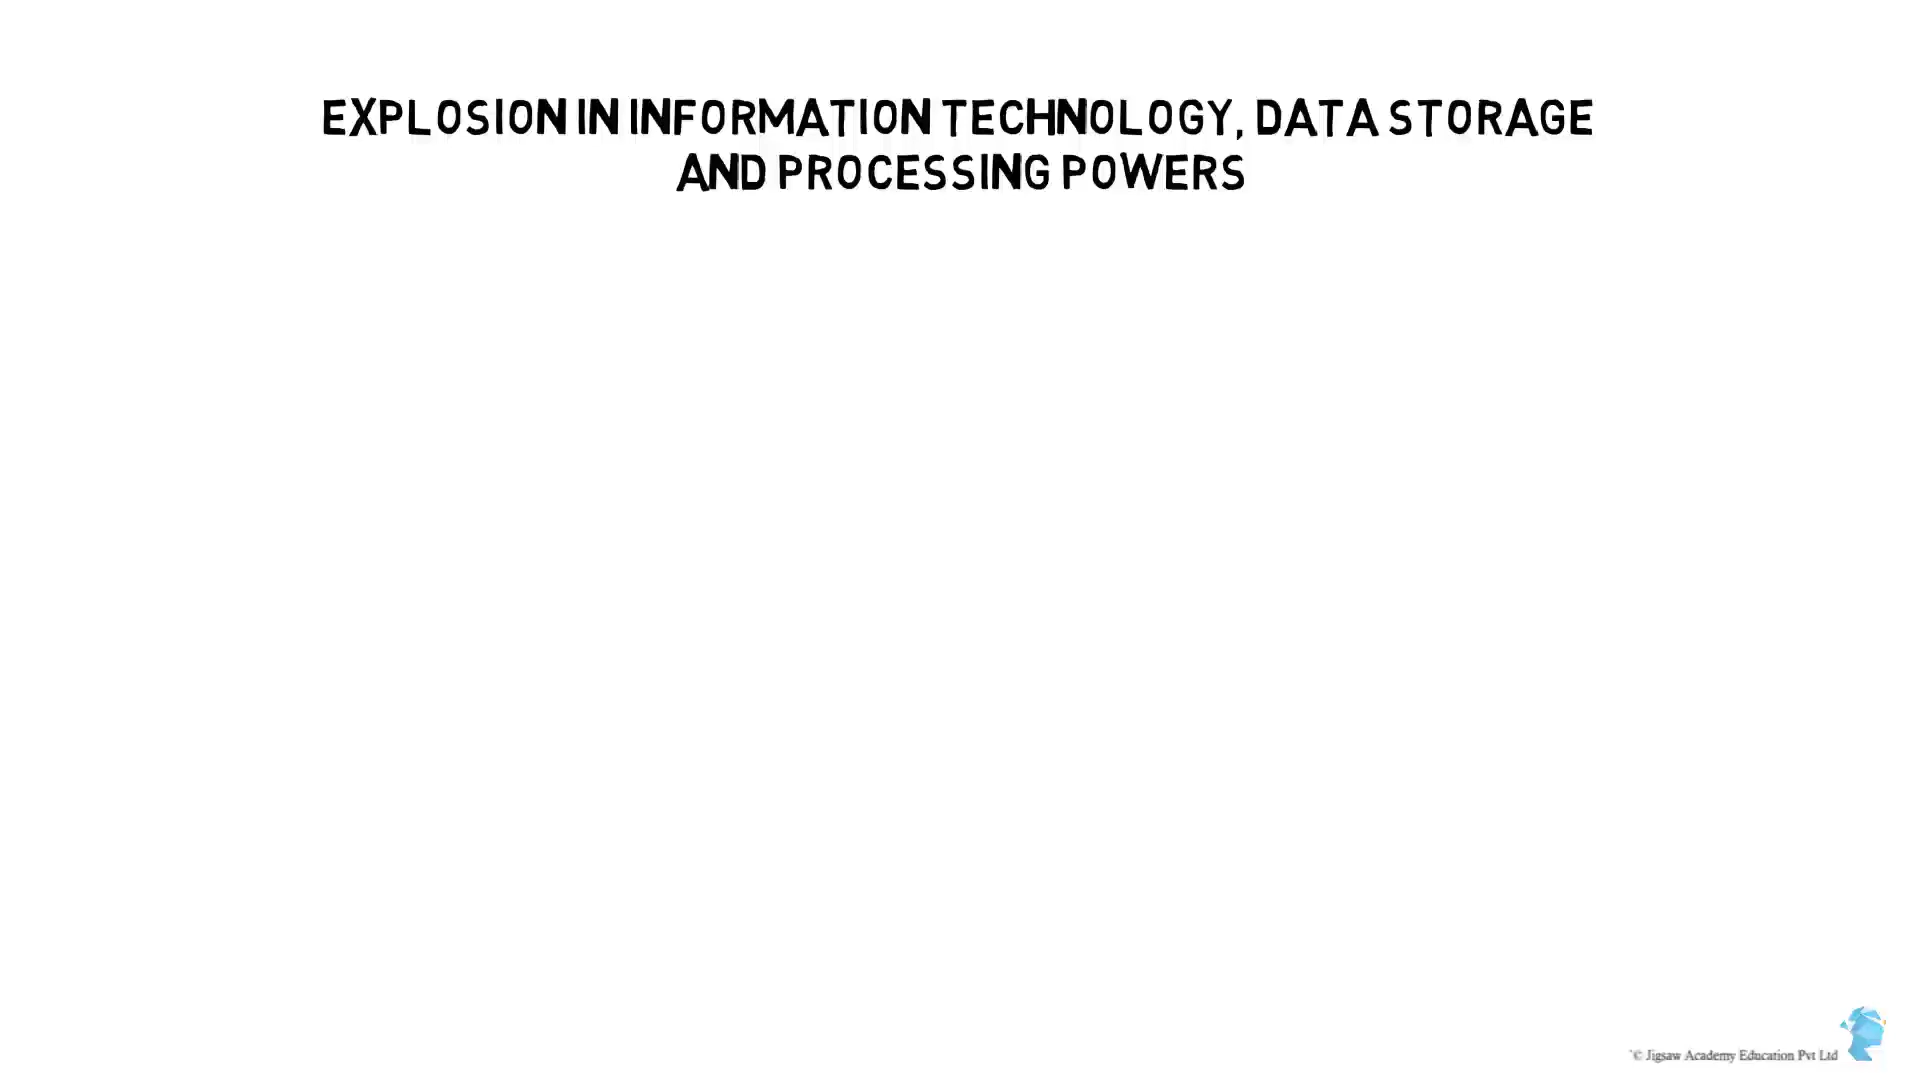 EXPLOSION IN INFORMATION TECHNOLOGY, DATA STORAGE
AND PROCESSING POWERS
© Jigsaw Academy Education Pvt Ltd